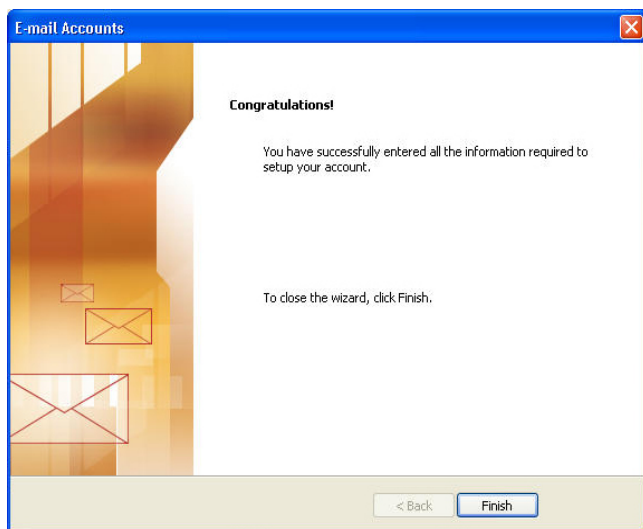 E-mail Accounts
Congratulations!
You have successfully entered all the information required to
setup your account.
To close the wizard, click Finish.
< Back
Finish